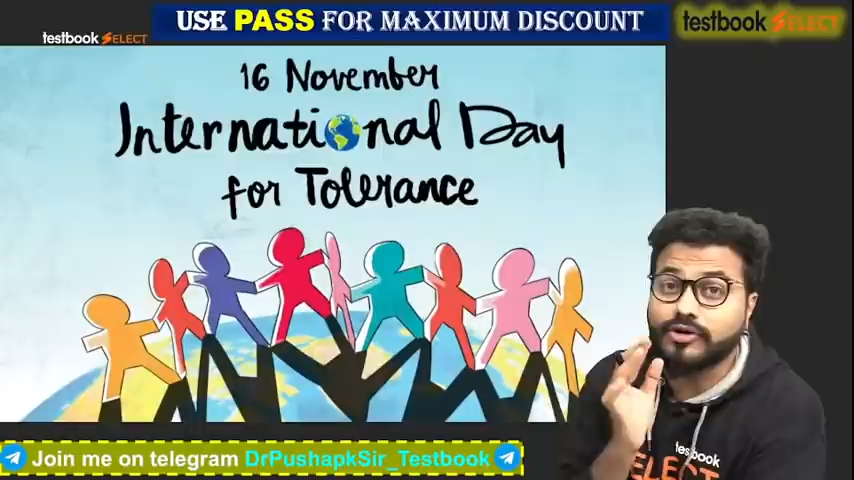 USE PASS FOR MAXIMUM DISCOUNT
testbook SELECT
testbook SELECT
16 November
International Day
for Tolerance
testbook
SELECT
Join me on telegram DrPushapkSir_Testbook